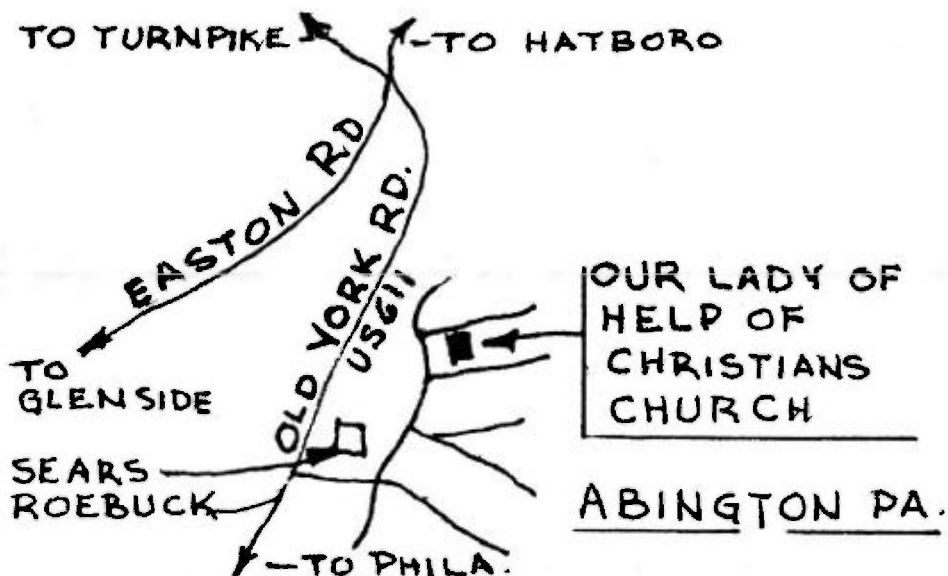 TO TURNPIKE
-TO HATBORO
EASTON RD
OLD YORK RD.
US611
TO
GLENSIDE
OUR LADY OF
HELP OF
CHRISTIANS
CHURCH
SEARS
ROEBUCK
ABINGTON PA.
-TO PHILA.